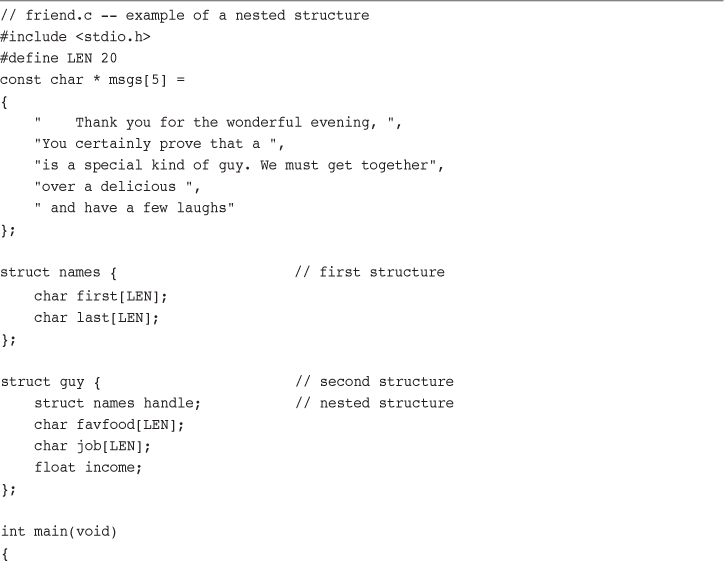 // friend.c -- example of a nested structure
#include <stdio.h>
#define LEN 20
const char * msgs[5] =
{
    "    Thank you for the wonderful evening, ",
    "You certainly prove that a ",
    "is a special kind of guy. We must get together",
    "over a delicious ",
    " and have a few laughs"
};

struct names {                     // first structure
    char first[LEN];
    char last[LEN];
};

struct guy {                       // second structure
    struct names handle;           // nested structure
    char favfood[LEN];
    char job[LEN];
    float income;
};

int main(void)
{